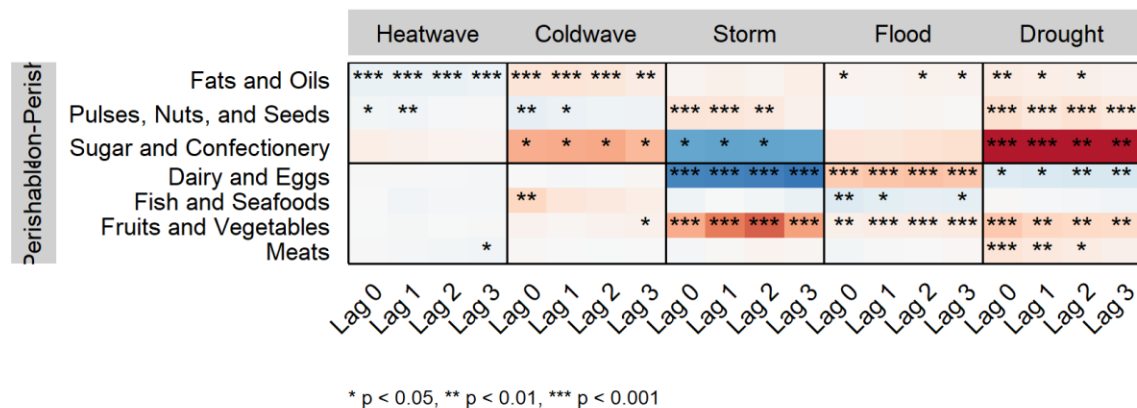 Heatwave Coldwave Storm Flood Drought
Fats and Oils *** *** *** *** *** *** *** ** * * * ** * *
Pulses, Nuts, and Seeds * ** ** * *** *** ** *** *** *** ***
Sugar and Confectionery * * * * * * * *** *** ** **
Dairy and Eggs *** *** *** *** *** *** *** *** * * ** **
Fish and Seafoods ** ** * *
Fruits and Vegetables * *** *** *** *** ** *** *** *** *** ** ** **
Meats * *** ** *
Perishable
on-Perish
Lag 0 Lag 1 Lag 2 Lag 3 Lag 0 Lag 1 Lag 2 Lag 3 Lag 0 Lag 1 Lag 2 Lag 3 Lag 0 Lag 1 Lag 2 Lag 3 Lag 0 Lag 1 Lag 2 Lag 3
* p < 0.05, ** p < 0.01, *** p < 0.001